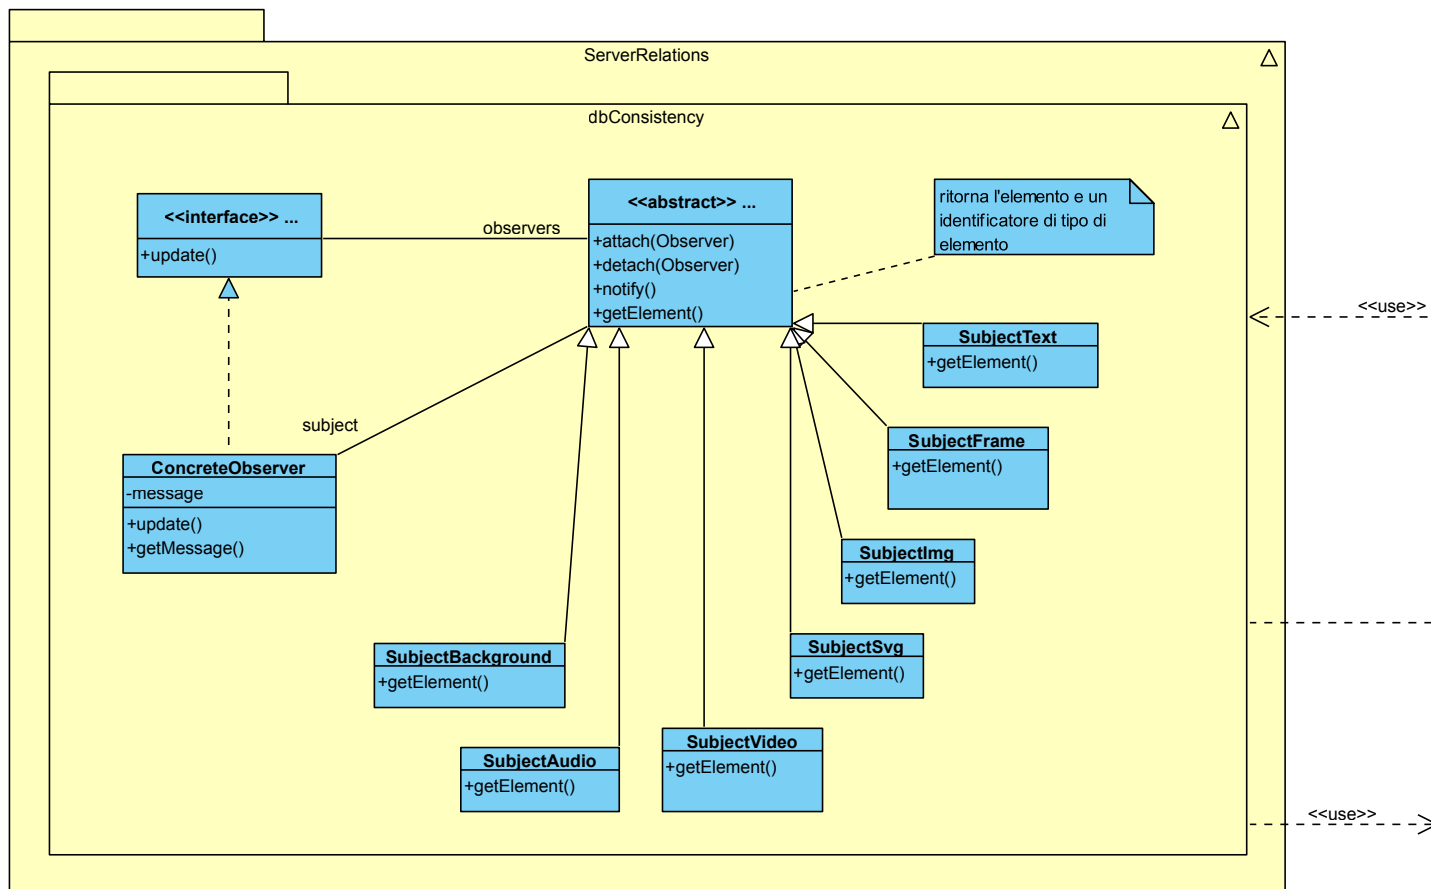 ServerRelations
dbConsistency
<<interface>> ...
+update()
observers
<<abstract>> ...
+attach(Observer)
+detach(Observer)
+notify()
+getElement()
ritorna l'elemento e un
identificatore di tipo di
elemento
<<use>>
SubjectText
+getElement()
SubjectFrame
+getElement()
subject
ConcreteObserver
-message
+update()
+getMessage()
SubjectImg
+getElement()
SubjectSvg
+getElement()
SubjectBackground
+getElement()
SubjectVideo
+getElement()
SubjectAudio
+getElement()
<<use>>